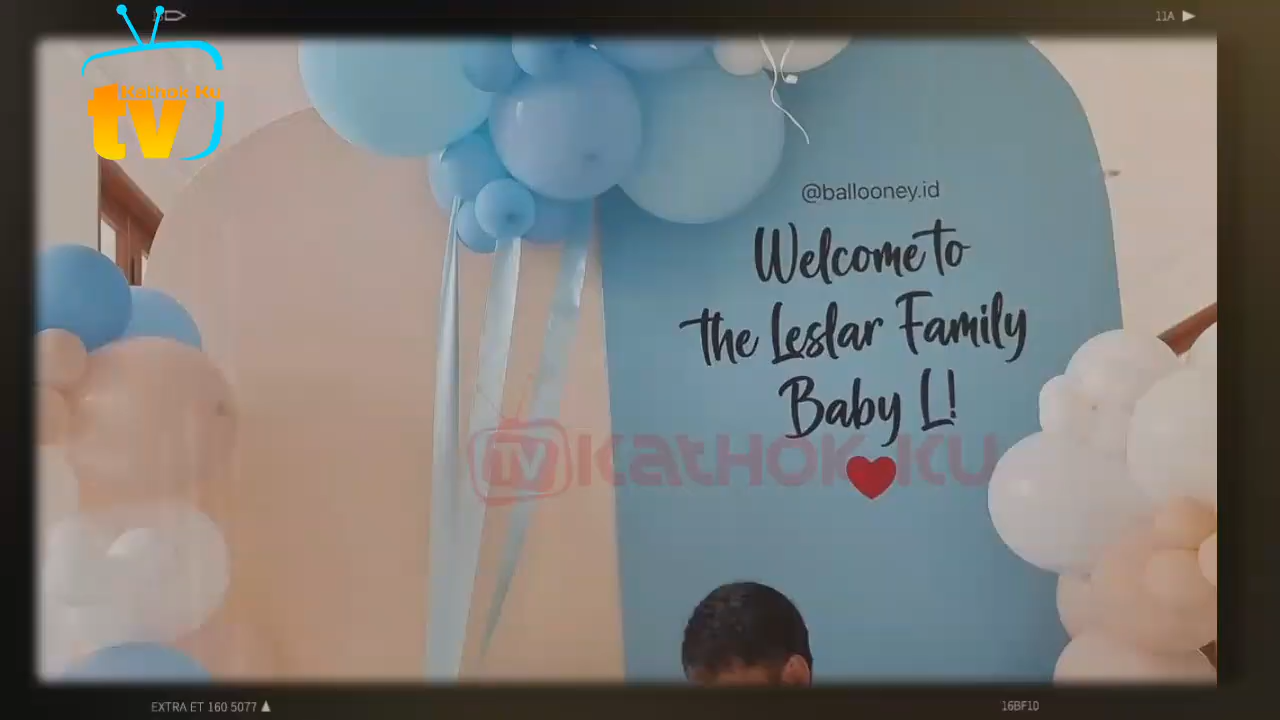 11A
Kathok Ku
tv
@ballooney.id
Welcome to
the Leslar Family
Baby L!
TV KATHOK KU
EXTRA ET 160 5077
16BF10